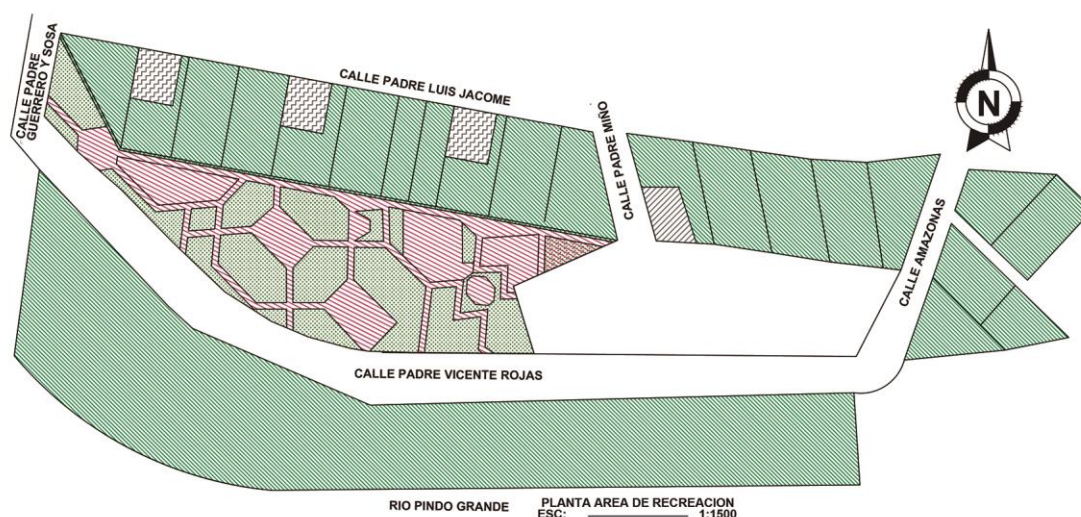 CALLE PADRE
GUERRERO Y SOSA
CALLE PADRE LUIS JACOME
CALLE PADRE MIÑO
N
CALLE AMAZONAS
CALLE PADRE VICENTE ROJAS
RIO PINDO GRANDE
PLANTA AREA DE RECREACION
ESC: 1:1500